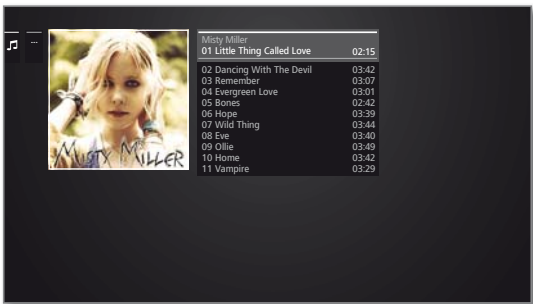 ...
MISTY MILLER
Misty Miller
01 Little Thing Called Love 02:15
02 Dancing With The Devil 03:42
03 Remember 03:07
04 Evergreen Love 03:01
05 Bones 02:42
06 Hope 03:39
07 Wild Thing 03:44
08 Eve 03:40
09 Ollie 03:49
10 Home 03:42
11 Vampire 03:29